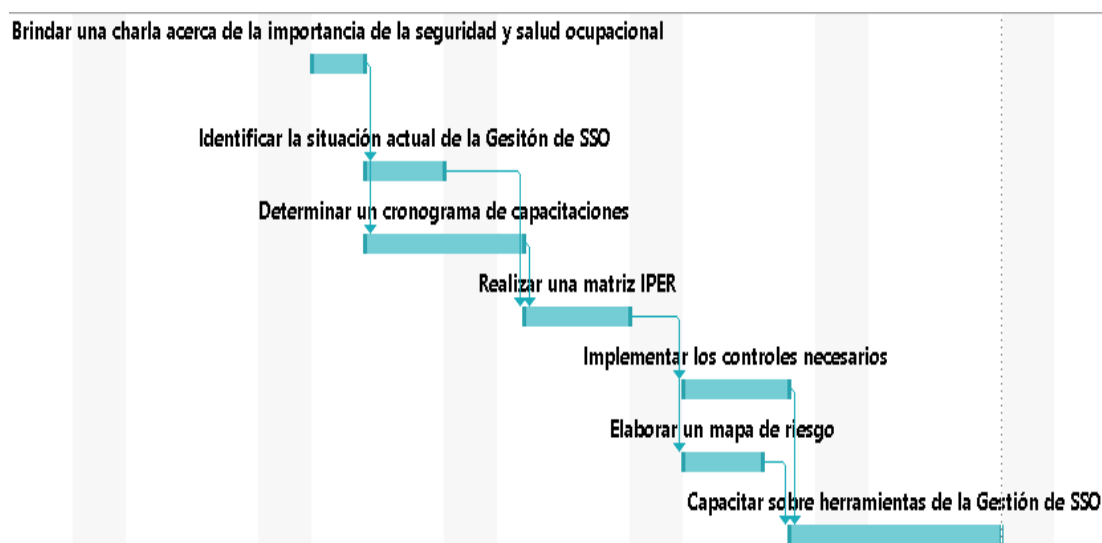 Brindar una charla acerca de la importancia de la seguridad y salud ocupacional
Identificar la situación actual de la Gesitón de SSO
Determinar un cronograma de capacitaciones
Realizar una matriz IPER
Implementar los controles necesarios
Elaborar un mapa de riesgo
Capacitar sobre herramientas de la Gestión de SSO